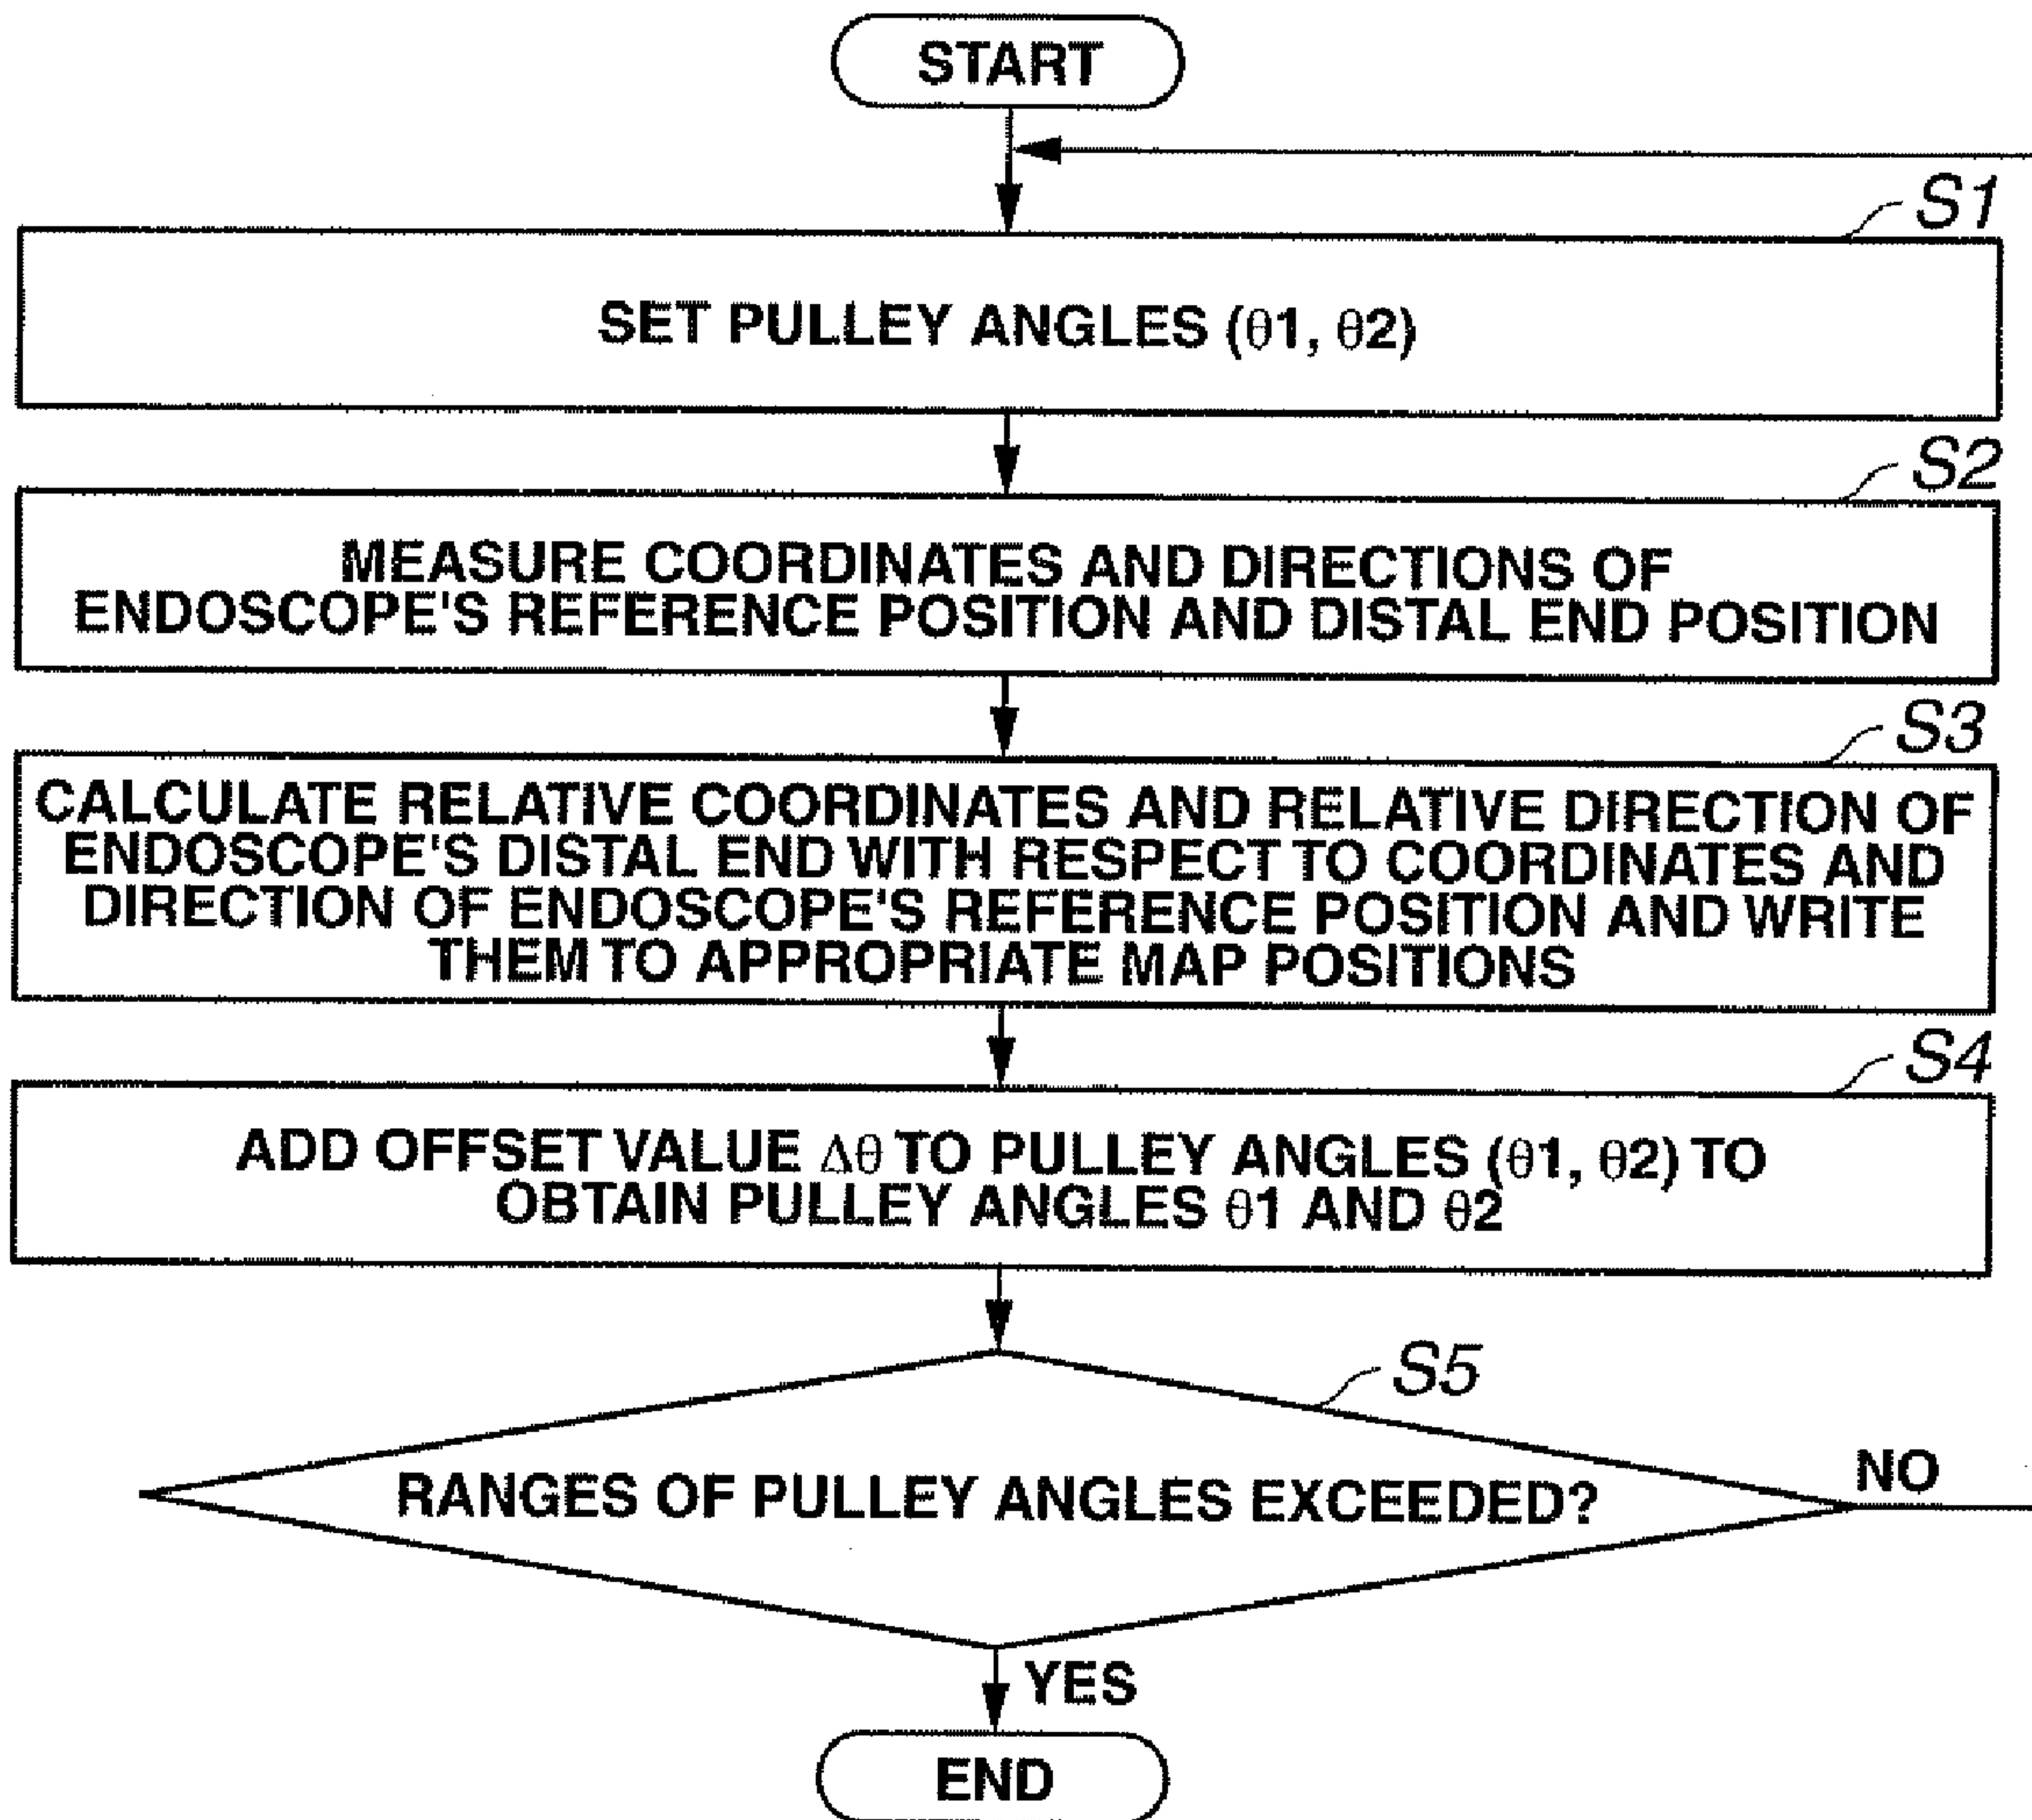 START
S1
SET PULLEY ANGLES (θ1, θ2)
S2
MEASURE COORDINATES AND DIRECTIONS OF
ENDOSCOPE'S REFERENCE POSITION AND DISTAL END POSITION
S3
CALCULATE RELATIVE COORDINATES AND RELATIVE DIRECTION OF
ENDOSCOPE'S DISTAL END WITH RESPECT TO COORDINATES AND
DIRECTION OF ENDOSCOPE'S REFERENCE POSITION AND WRITE
THEM TO APPROPRIATE MAP POSITIONS
S4
ADD OFFSET VALUE Δθ TO PULLEY ANGLES (θ1, θ2) TO
OBTAIN PULLEY ANGLES θ1 AND θ2
S5
RANGES OF PULLEY ANGLES EXCEEDED?
NO
YES
END